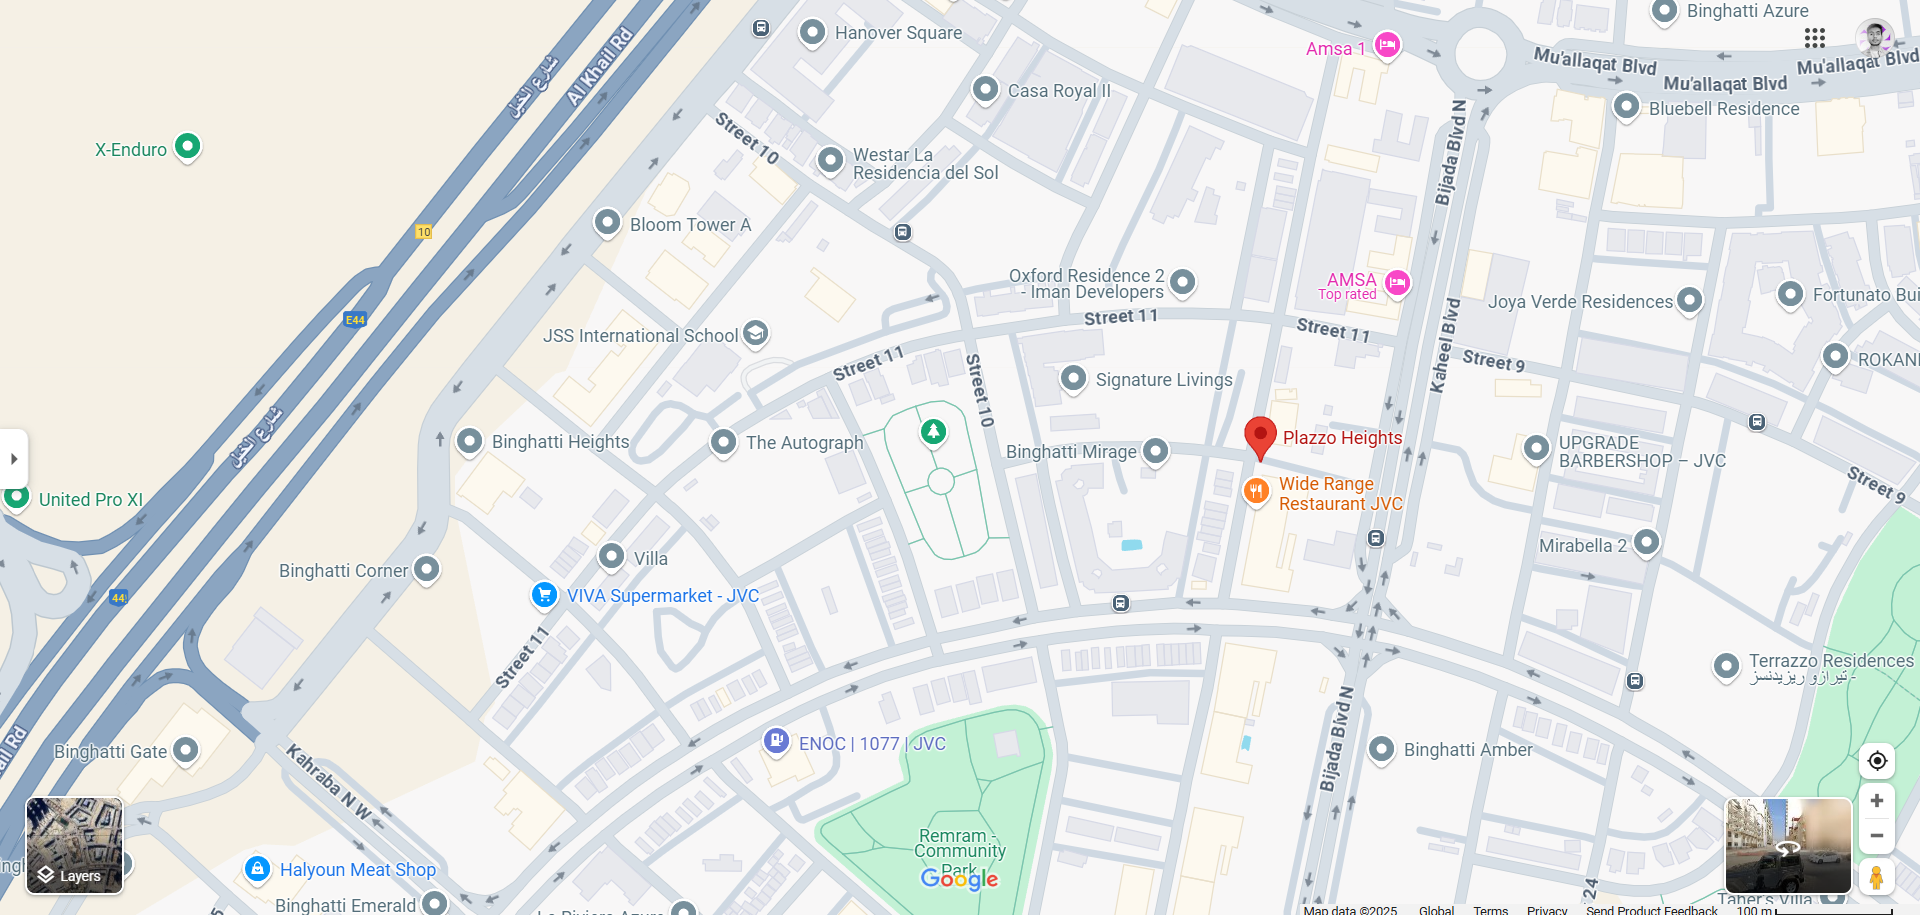 Hanover Square
Binghatti Azure
Amsa 1
Mu'allaqat Blvd
Mu'allaqat Blvd
Mu'allaqat Blvd
شارع الخيل
Al Khail Rd
Casa Royal II
Bluebell Residence
X-Enduro
Street 10
Westar La
Residencia del Sol
Bijada Blvd N
Bloom Tower A
10
Oxford Residence 2
- Iman Developers
AMSA
Top rated
Joya Verde Residences
Fortunato Bui
E44
JSS International School
Street 11
Street 11
Street 11
Kaheel Blvd
Street 9
ROKAN
Street 10
Signature Livings
شارع الخيل
Binghatti Heights
The Autograph
Binghatti Mirage
Plazzo Heights
UPGRADE
BARBERSHOP – JVC
United Pro XI
Wide Range
Restaurant JVC
Street 9
Binghatti Corner
Villa
Mirabella 2
44
VIVA Supermarket - JVC
Street 11
Terrazzo Residences
- تيرازو ريزيدنسز
Bijada Blvd N
ail Rd
Binghatti Gate
Kahraba N W
ENOC | 1077 | JVC
Binghatti Amber
Remram -
Community
Park
Google
Layers
Halyoun Meat Shop
Binghatti Emerald
La Riviera Azure
24
Taher's Villa
Map data ©2025
Global
Terms
Privacy
Send Product Feedback
100 m